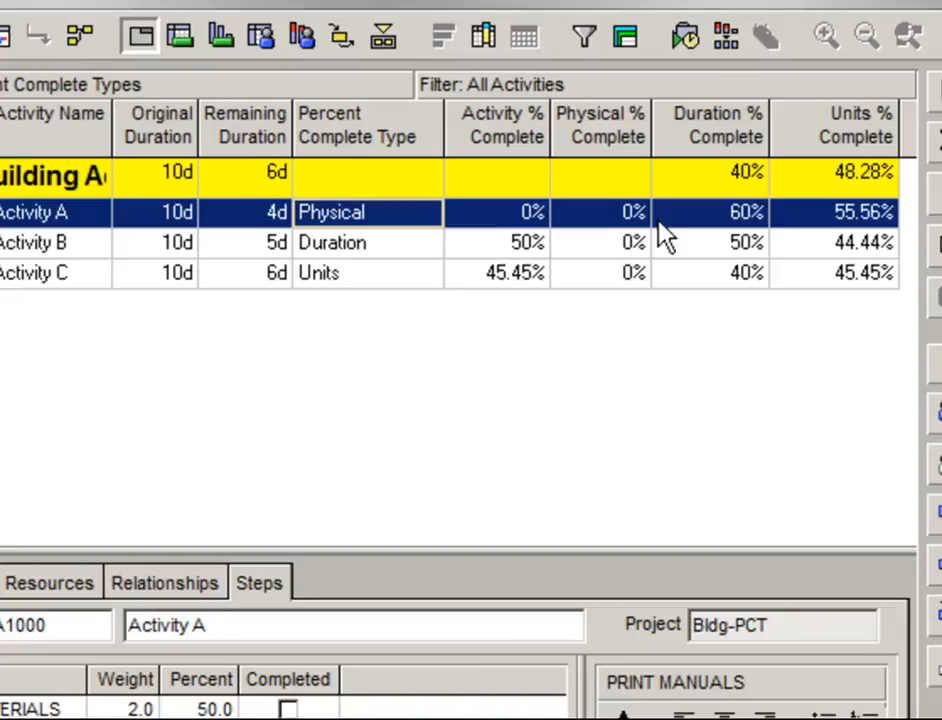 nt Complete Types Filter: All Activities
Activity Name Original Duration Remaining Duration Percent Complete Type Activity % Complete Physical % Complete Duration % Complete Units % Complete
uilding A 10d 6d 40% 48.28%
Activity A 10d 4d Physical 0% 0% 60% 55.56%
Activity B 10d 5d Duration 50% 0% 50% 44.44%
Activity C 10d 6d Units 45.45% 0% 40% 45.45%
Resources Relationships Steps
A1000 Activity A Project Bldg-PCT
Weight Percent Completed PRINT MANUALS
TERIALS 2.0 50.0